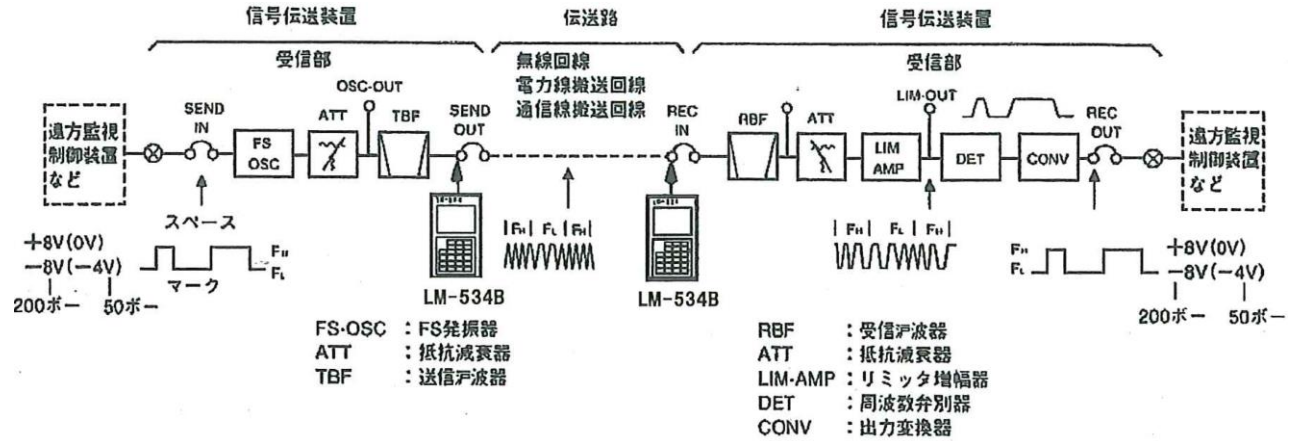 信号伝送装置
伝送路
信号伝送装置
受信部
無線回線
電力線搬送回線
通信線搬送回線
受信部
遠方監視
制御装置
など
SEND
IN
FS
OSC
ATT
OSC-OUT
TBF
SEND
OUT
REC
IN
RBF
ATT
LIM-OUT
LIM
AMP
DET
CONV
REC
OUT
遠方監視
制御装置
など
スペース
+8V(0V)
−8V(−4V)
マーク
FH
FL
200ボー
50ボー
LM-534B
FH FL FH
LM-534B
FH FL FH
FH
FL
+8V(0V)
−8V(−4V)
200ボー
50ボー
FS·OSC :FS発振器
ATT :抵抗減衰器
TBF :送信戸波器
RBF :受信戸波器
ATT :抵抗減衰器
LIM-AMP:リミッタ増幅器
DET :周波数弁別器
CONV :出力変換器